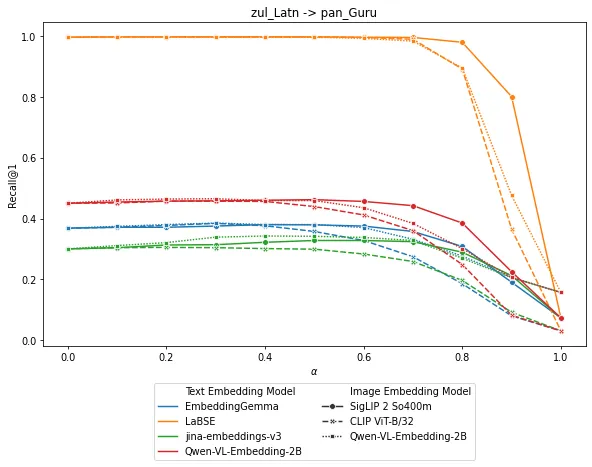 zul_Latn -> pan_Guru
Recall@1
1.0
0.8
0.6
0.4
0.2
0.0
0.0 0.2 0.4 0.6 0.8 1.0
α
Text Embedding Model Image Embedding Model
EmbeddingGemma SigLIP 2 So400m
LaBSE CLIP ViT-B/32
jina-embeddings-v3 Qwen-VL-Embedding-2B
Qwen-VL-Embedding-2B